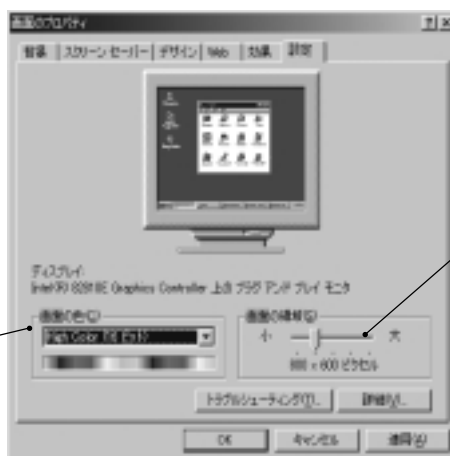 画面のプロパティ
背景 スクリーン セーバー デザイン Web 効果 設定
ディスプレイ:
Intel(R) 82810E Graphics Controller 上の プラグ アンド プレイ モニタ
画面の色(C)
High Color (16 ビット)
画面の領域(S)
小 大
800 x 600 ピクセル
トラブルシューティング(T)... 詳細(V)...
OK キャンセル 適用(A)